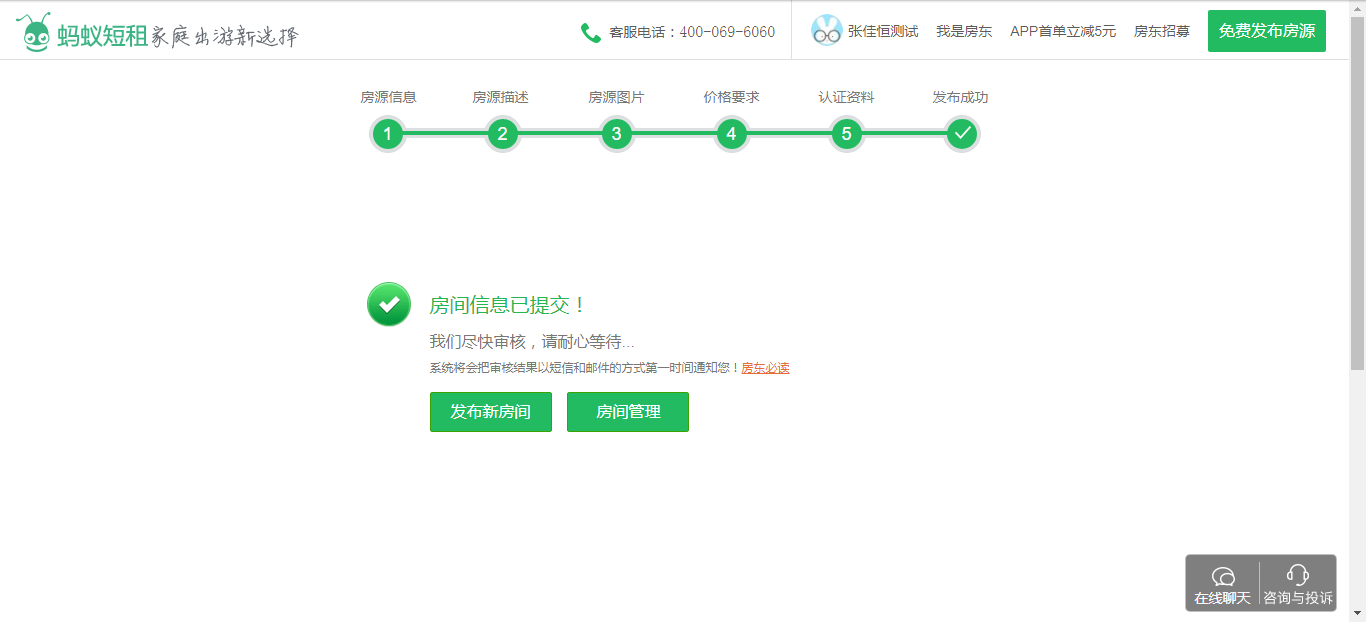 蚂蚁短租 家庭出游新选择
客服电话：400-069-6060
张佳恒测试 我是房东 APP首单立减5元 房东招募 免费发布房源
房源信息 房源描述 房源图片 价格要求 认证资料 发布成功
1 2 3 4 5
房间信息已提交！
我们尽快审核，请耐心等待...
系统将会把审核结果以短信和邮件的方式第一时间通知您！房东必读
发布新房间 房间管理
在线聊天 咨询与投诉